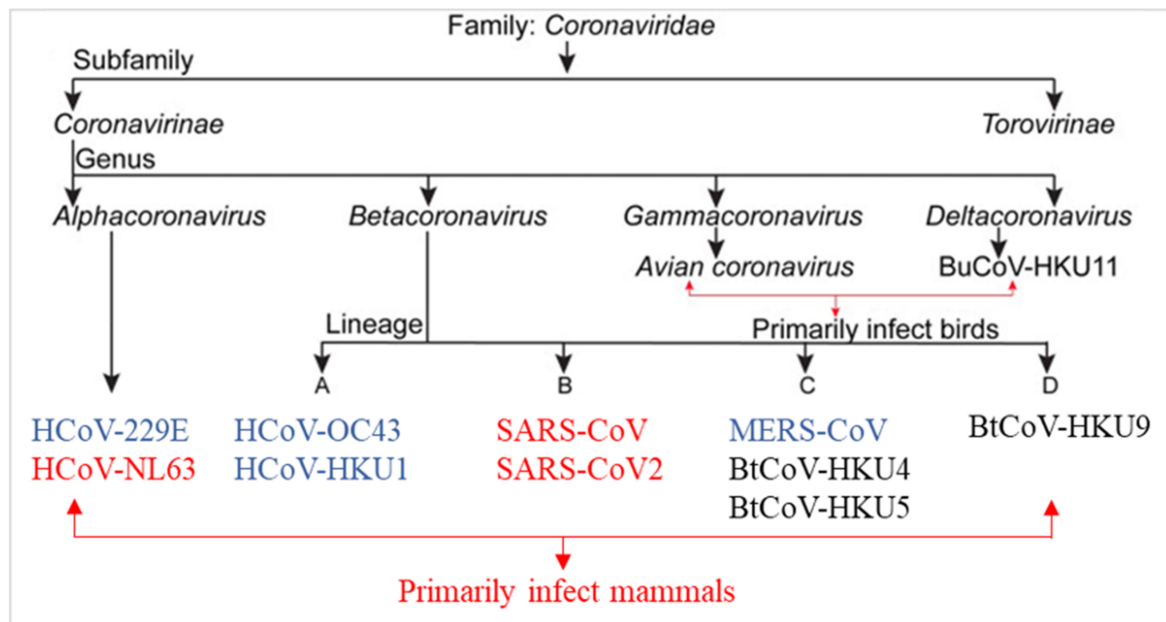 Family: Coronaviridae
Subfamily
Coronavirinae
Torovirinae
Genus
Alphacoronavirus
Betacoronavirus
Gammacoronavirus
Deltacoronavirus
Avian coronavirus
BuCoV-HKU11
Lineage
Primarily infect birds
A
B
C
D
HCoV-229E
HCoV-NL63
HCoV-OC43
HCoV-HKU1
SARS-CoV
SARS-CoV2
MERS-CoV
BtCoV-HKU4
BtCoV-HKU5
BtCoV-HKU9
Primarily infect mammals